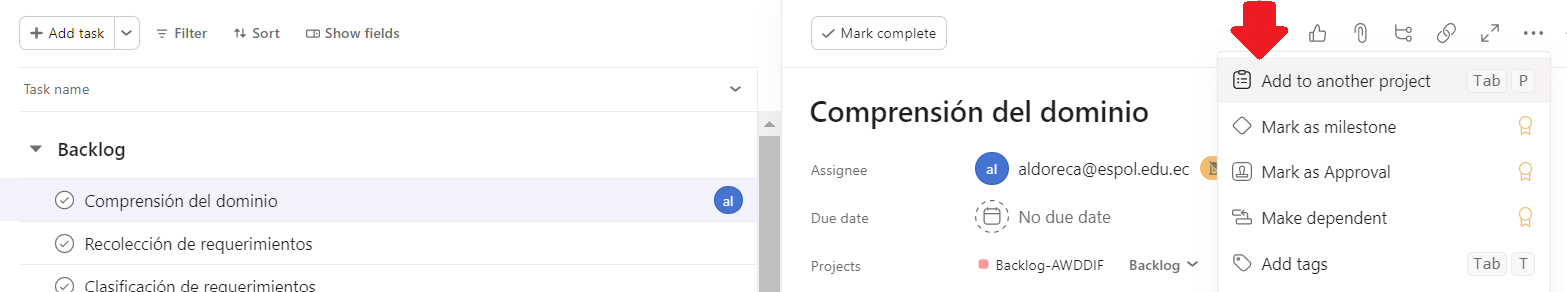 Add task
Filter
Sort
Show fields
Task name
Backlog
Comprensión del dominio
al
Recolección de requerimientos
Clasificación de requerimientos
Mark complete
Comprensión del dominio
Assignee
al
aldoreca@espol.edu.ec
Due date
No due date
Projects
Backlog-AWDDIF
Backlog
Add to another project
Tab P
Mark as milestone
Mark as Approval
Make dependent
Add tags
Tab T